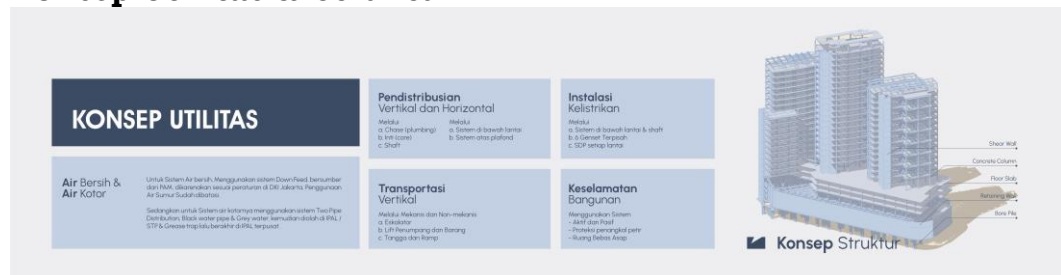 KONSEP UTILITAS
Air Bersih &
Air Kotor
Untuk Sistem Air bersih, Menggunakan sistem Down Feed, bersumber
dari PAM, dikarenakan sesuai peraturan di DKI Jakarta. Penggunaan
Air Sumur Sudah dibatasi.
Sedangkan untuk Sistem air kotornya menggunakan sistem Two Pipe
Distribution, Black water pipe & Grey water, kemudian diolah di IPAL /
STP & Grease trap lalu berakhir di IPAL terpusat.
Pendistribusian
Vertikal dan Horizontal
Melalui
a. Chase (plumbing)
b. Inti (core)
c. Shaft
Melalui
a. Sistem di bawah lantai
b. Sistem atas plafond
Instalasi
Kelistrikan
Melalui
a. Sistem di bawah lantai & shaft
b. 6 Genset Terpisah
c. SDP setiap lantai
Transportasi
Vertikal
Melalui Mekanis dan Non-mekanis
a. Eskalator
b. Lift Penumpang dan Barang
c. Tangga dan Ramp
Keselamatan
Bangunan
Menggunakan Sistem
- Aktif dan Pasif
- Proteksi penangkal petir
- Ruang Bebas Asap
Shear Wall
Concrete Column
Floor Slab
Retaining Wall
Bore Pile
Konsep Struktur